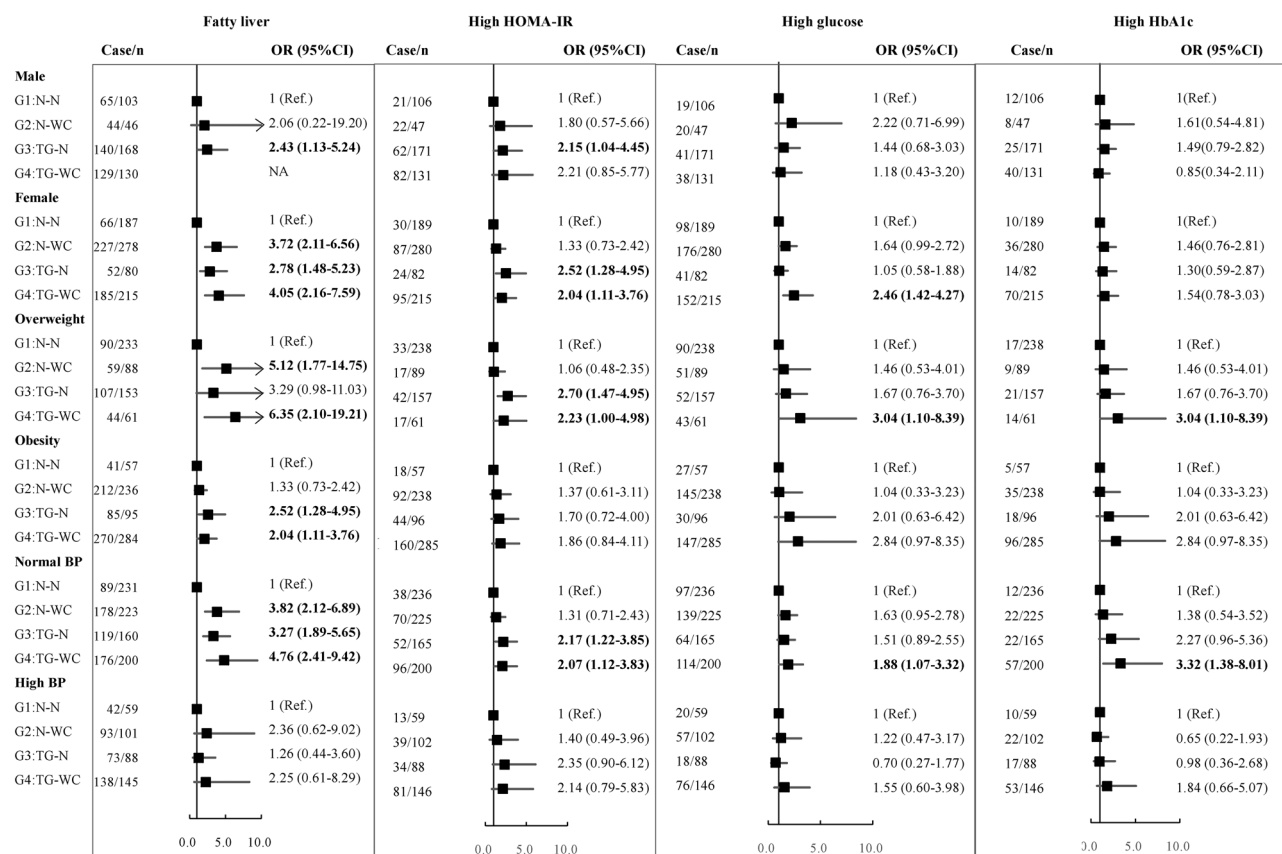 Fatty liver High HOMA-IR High glucose High HbA1c
Case/n OR (95%CI) Case/n OR (95%CI) Case/n OR (95%CI) Case/n OR (95%CI)
Male
G1:N-N 65/103 1 (Ref.) 21/106 1 (Ref.) 19/106 1 (Ref.) 12/106 1(Ref.)
G2:N-WC 44/46 2.06 (0.22-19.20) 22/47 1.80 (0.57-5.66) 20/47 2.22 (0.71-6.99) 8/47 1.61(0.54-4.81)
G3:TG-N 140/168 2.43 (1.13-5.24) 62/171 2.15 (1.04-4.45) 41/171 1.44 (0.68-3.03) 25/171 1.49(0.79-2.82)
G4:TG-WC 129/130 NA 82/131 2.21 (0.85-5.77) 38/131 1.18 (0.43-3.20) 40/131 0.85(0.34-2.11)
Female
G1:N-N 66/187 1 (Ref.) 30/189 1 (Ref.) 98/189 1 (Ref.) 10/189 1(Ref.)
G2:N-WC 227/278 3.72 (2.11-6.56) 87/280 1.33 (0.73-2.42) 176/280 1.64 (0.99-2.72) 36/280 1.46(0.76-2.81)
G3:TG-N 52/80 2.78 (1.48-5.23) 24/82 2.52 (1.28-4.95) 41/82 1.05 (0.58-1.88) 14/82 1.30(0.59-2.87)
G4:TG-WC 185/215 4.05 (2.16-7.59) 95/215 2.04 (1.11-3.76) 152/215 2.46 (1.42-4.27) 70/215 1.54(0.78-3.03)
Overweight
G1:N-N 90/233 1 (Ref.) 33/238 1 (Ref.) 90/238 1 (Ref.) 17/238 1 (Ref.)
G2:N-WC 59/88 5.12 (1.77-14.75) 17/89 1.06 (0.48-2.35) 51/89 1.46 (0.53-4.01) 9/89 1.46 (0.53-4.01)
G3:TG-N 107/153 3.29 (0.98-11.03) 42/157 2.70 (1.47-4.95) 52/157 1.67 (0.76-3.70) 21/157 1.67 (0.76-3.70)
G4:TG-WC 44/61 6.35 (2.10-19.21) 17/61 2.23 (1.00-4.98) 43/61 3.04 (1.10-8.39) 14/61 3.04 (1.10-8.39)
Obesity
G1:N-N 41/57 1 (Ref.) 18/57 1 (Ref.) 27/57 1 (Ref.) 5/57 1 (Ref.)
G2:N-WC 212/236 1.33 (0.73-2.42) 92/238 1.37 (0.61-3.11) 145/238 1.04 (0.33-3.23) 35/238 1.04 (0.33-3.23)
G3:TG-N 85/95 2.52 (1.28-4.95) 44/96 1.70 (0.72-4.00) 30/96 2.01 (0.63-6.42) 18/96 2.01 (0.63-6.42)
G4:TG-WC 270/284 2.04 (1.11-3.76) 160/285 1.86 (0.84-4.11) 147/285 2.84 (0.97-8.35) 96/285 2.84 (0.97-8.35)
Normal BP
G1:N-N 89/231 1 (Ref.) 38/236 1 (Ref.) 97/236 1 (Ref.) 12/236 1 (Ref.)
G2:N-WC 178/223 3.82 (2.12-6.89) 70/225 1.31 (0.71-2.43) 139/225 1.63 (0.95-2.78) 22/225 1.38 (0.54-3.52)
G3:TG-N 119/160 3.27 (1.89-5.65) 52/165 2.17 (1.22-3.85) 64/165 1.51 (0.89-2.55) 22/165 2.27 (0.96-5.36)
G4:TG-WC 176/200 4.76 (2.41-9.42) 96/200 2.07 (1.12-3.83) 114/200 1.88 (1.07-3.32) 57/200 3.32 (1.38-8.01)
High BP
G1:N-N 42/59 1 (Ref.) 13/59 1 (Ref.) 20/59 1 (Ref.) 10/59 1 (Ref.)
G2:N-WC 93/101 2.36 (0.62-9.02) 39/102 1.40 (0.49-3.96) 57/102 1.22 (0.47-3.17) 22/102 0.65 (0.22-1.93)
G3:TG-N 73/88 1.26 (0.44-3.60) 34/88 2.35 (0.90-6.12) 18/88 0.70 (0.27-1.77) 17/88 0.98 (0.36-2.68)
G4:TG-WC 138/145 2.25 (0.61-8.29) 81/146 2.14 (0.79-5.83) 76/146 1.55 (0.60-3.98) 53/146 1.84 (0.66-5.07)
0.0 5.0 10.0 0.0 5.0 10.0 0.0 5.0 10.0 0.0 5.0 10.0